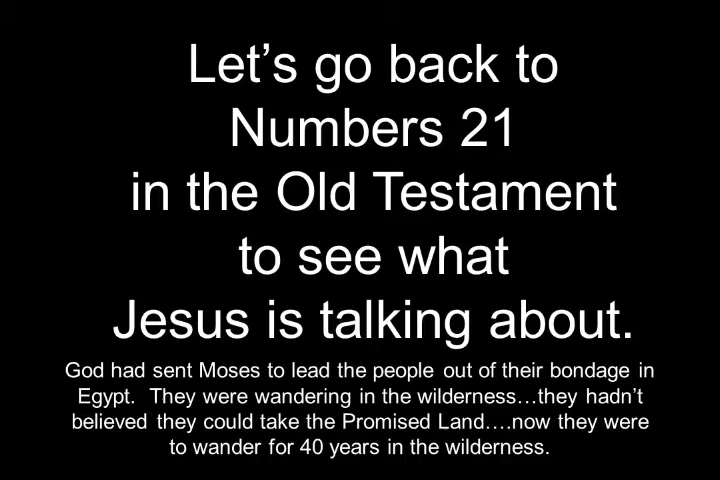 Let’s go back to
Numbers 21
in the Old Testament
to see what
Jesus is talking about.
God had sent Moses to lead the people out of their bondage in
Egypt.  They were wandering in the wilderness…they hadn’t
believed they could take the Promised Land….now they were
to wander for 40 years in the wilderness.